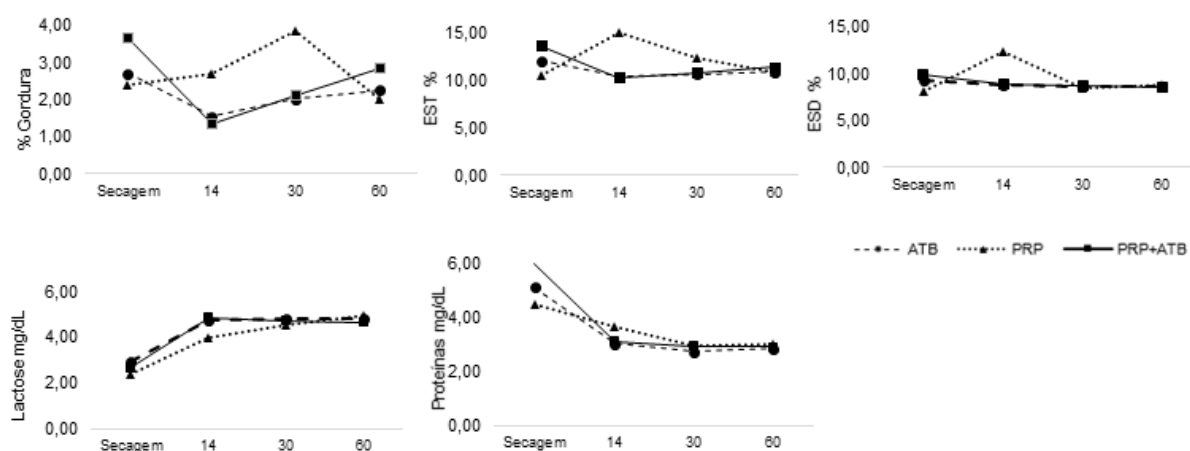 % Gordura
4,00
3,00
2,00
1,00
0,00
Secagem 14 30 60
EST %
15,00
10,00
5,00
0,00
Secagem 14 30 60
ESD %
15,00
10,00
5,00
0,00
Secagem 14 30 60
ATB PRP PRP+ATB
Lactose mg/dL
6,00
4,00
2,00
0,00
Secagem 14 30 60
Proteínas mg/dL
6,00
4,00
2,00
0,00
Secagem 14 30 60